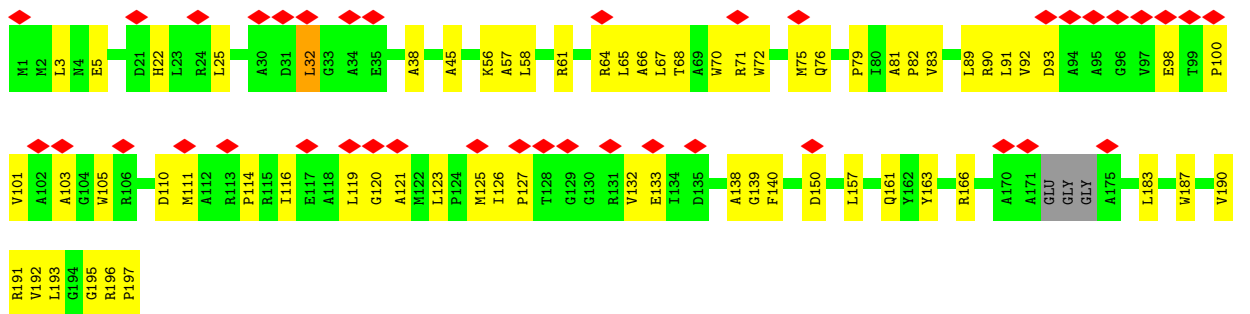 M1 M2 L3 N4 E5 D21 H22 L23 R24 L25 A30 D31 L32 G33 A34 E35 A38 A45 K56 A57 L58 R61 R64 L65 A66 L67 T68 A69 W70 R71 W72 M75 Q76 P79 I80 A81 P82 V83 L89 R90 L91 V92 D93 A94 A95 G96 V97 E98 T99 P100
V101 A102 A103 G104 W105 R106 D110 M111 A112 R113 P114 R115 I116 E117 A118 L119 G120 A121 M122 L123 P124 M125 I126 P127 T128 G129 G130 R131 V132 E133 I134 D135 A138 G139 F140 D150 L157 Q161 Y162 Y163 R166 A170 A171 GLU GLY GLY A175 L183 W187 V190
R191 V192 L193 G194 G195 R196 P197